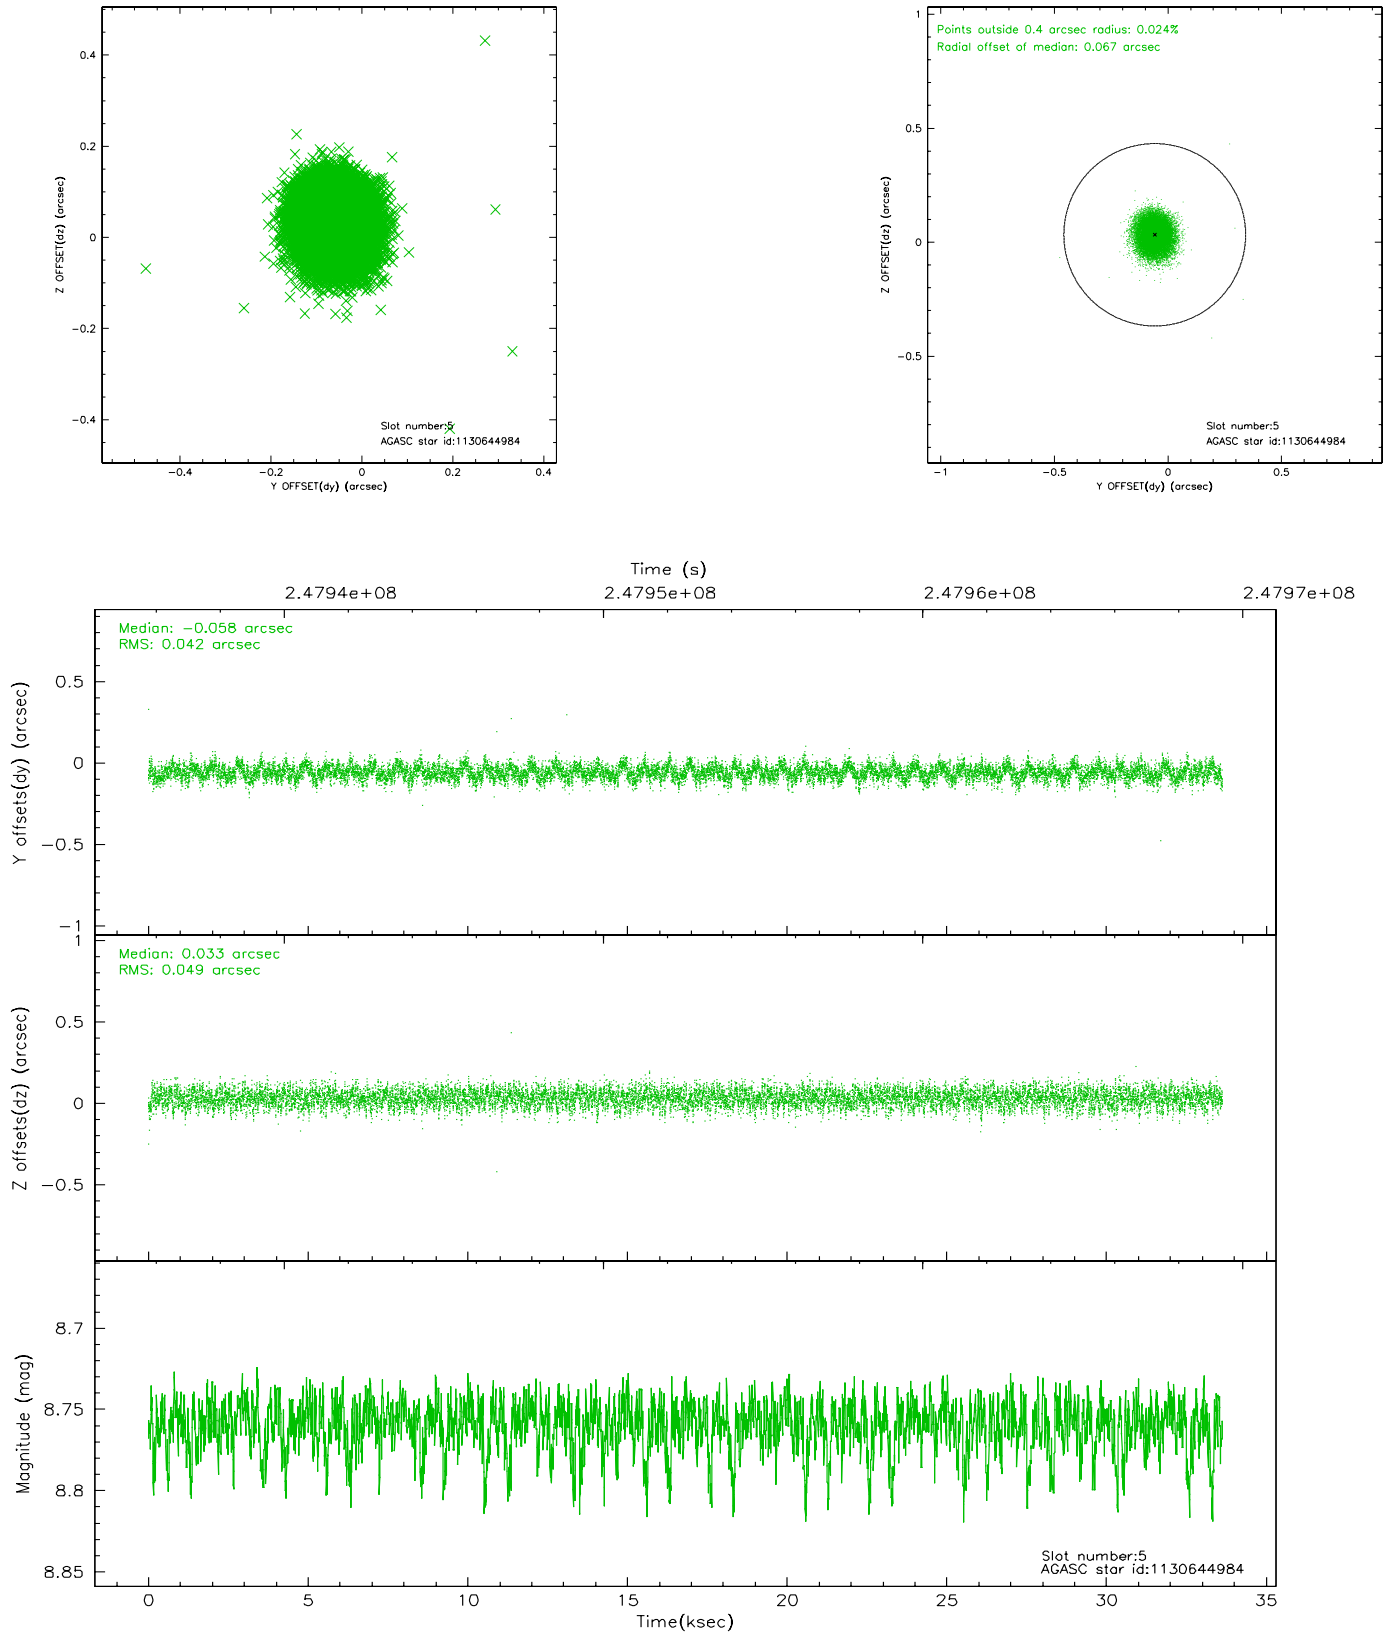 0.4
0.2
0
−0.2
−0.4
Z OFFSET(dz) (arcsec)
−0.4 −0.2 0 0.2 0.4
Y OFFSET(dy) (arcsec)
Slot number:5
AGASC star id:1130644984
Points outside 0.4 arcsec radius: 0.024%
Radial offset of median: 0.067 arcsec
1
0.5
0
−0.5
Z OFFSET(dz) (arcsec)
−1 −0.5 0 0.5
Y OFFSET(dy) (arcsec)
Slot number:5
AGASC star id:1130644984
Time (s)
2.4794e+08 2.4795e+08 2.4796e+08 2.4797e+08
Median: −0.058 arcsec
RMS: 0.042 arcsec
0.5
0
−0.5
−1
Y offsets(dy) (arcsec)
Median: 0.033 arcsec
RMS: 0.049 arcsec
1
0.5
0
−0.5
Z offsets(dz) (arcsec)
8.7
8.75
8.8
8.85
Magnitude (mag)
Slot number:5
AGASC star id:1130644984
0 5 10 15 20 25 30 35
Time(ksec)